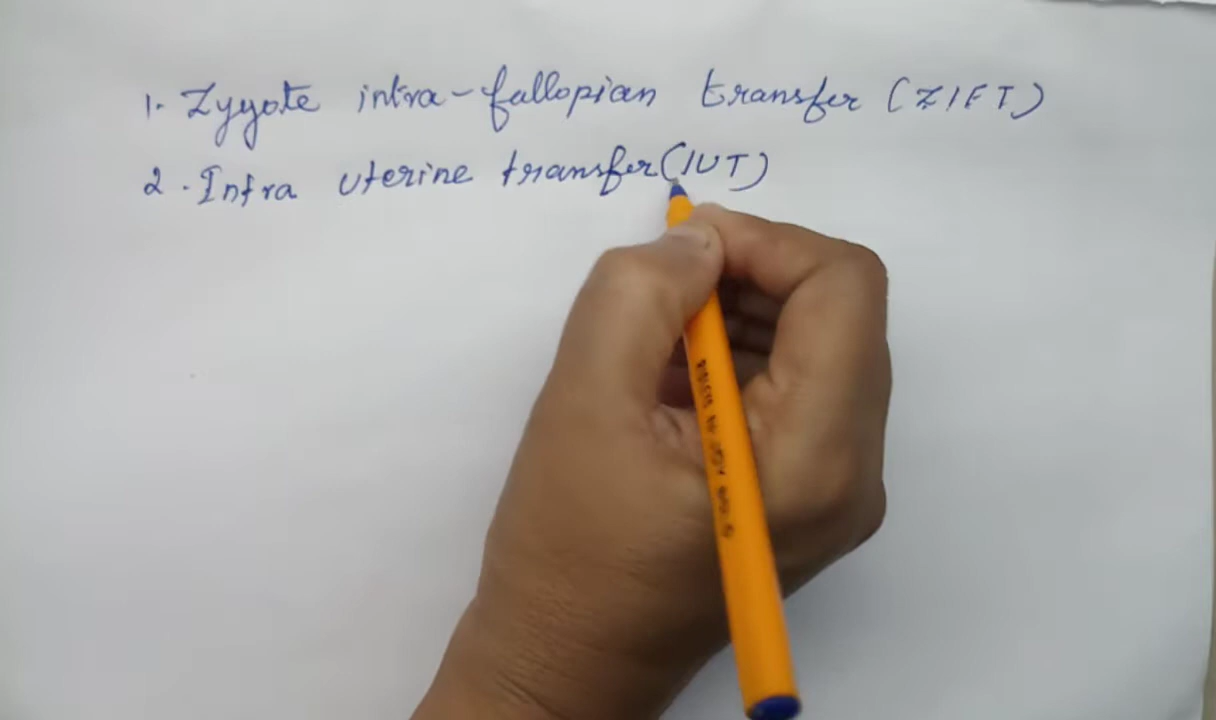 1. Zygote intra-fallopian transfer (ZIFT)
2. Intra uterine transfer (IUT)